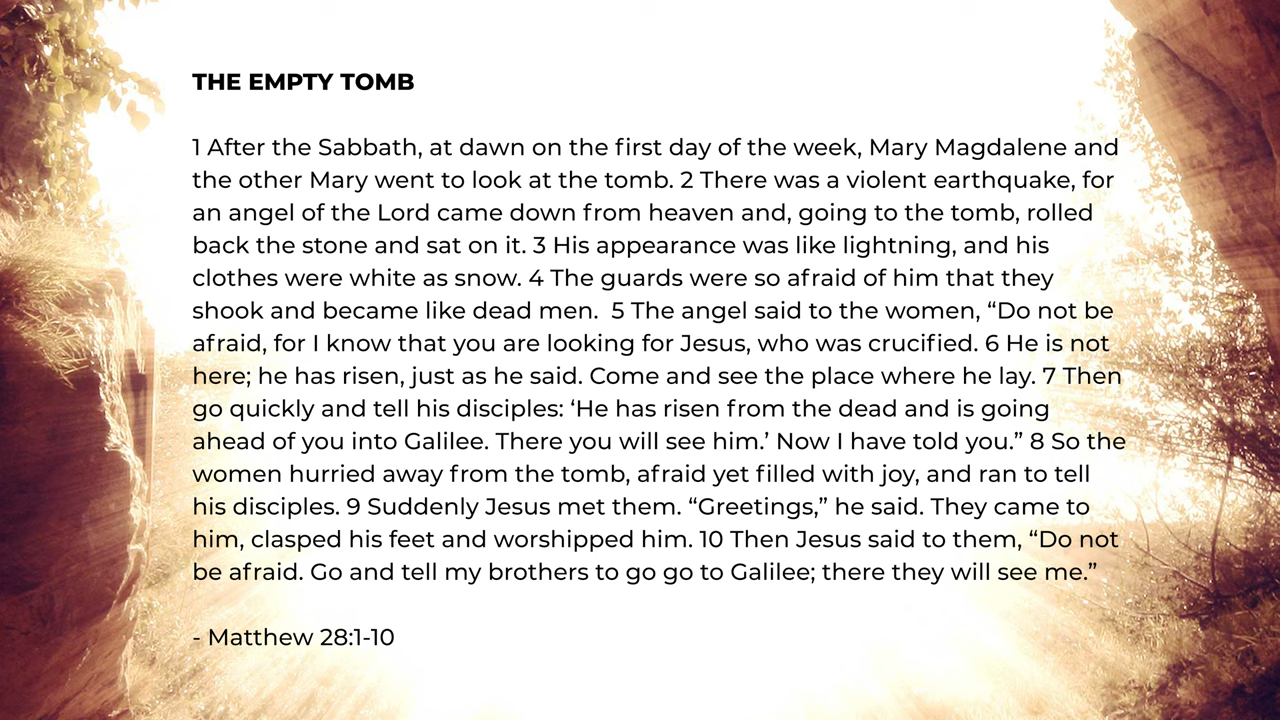 THE EMPTY TOMB
1 After the Sabbath, at dawn on the first day of the week, Mary Magdalene and
the other Mary went to look at the tomb. 2 There was a violent earthquake, for
an angel of the Lord came down from heaven and, going to the tomb, rolled
back the stone and sat on it. 3 His appearance was like lightning, and his
clothes were white as snow. 4 The guards were so afraid of him that they
shook and became like dead men.  5 The angel said to the women, “Do not be
afraid, for I know that you are looking for Jesus, who was crucified. 6 He is not
here; he has risen, just as he said. Come and see the place where he lay. 7 Then
go quickly and tell his disciples: ‘He has risen from the dead and is going
ahead of you into Galilee. There you will see him.’ Now I have told you.” 8 So the
women hurried away from the tomb, afraid yet filled with joy, and ran to tell
his disciples. 9 Suddenly Jesus met them. “Greetings,” he said. They came to
him, clasped his feet and worshipped him. 10 Then Jesus said to them, “Do not
be afraid. Go and tell my brothers to go go to Galilee; there they will see me.”
- Matthew 28:1-10